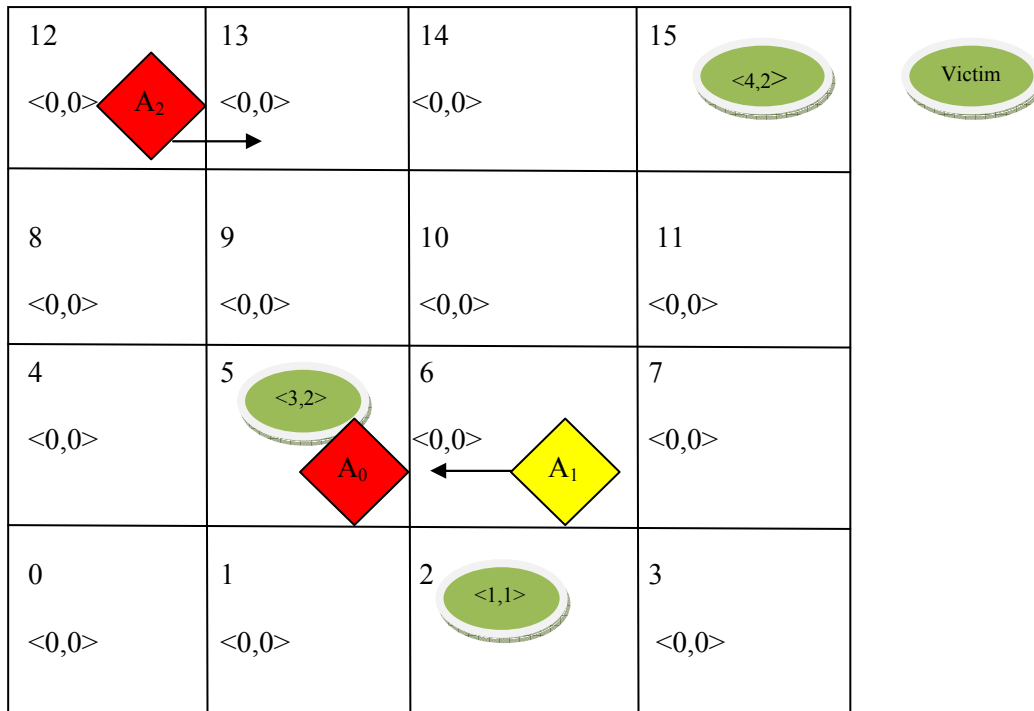 12 13 14 15
<4,2> Victim
<0,0> A₂ <0,0> <0,0>
8 9 10 11
<0,0> <0,0> <0,0> <0,0>
4 5 6 7
<3,2>
<0,0> <0,0> <0,0>
A₀ A₁
0 1 2 3
<1,1>
<0,0> <0,0> <0,0>